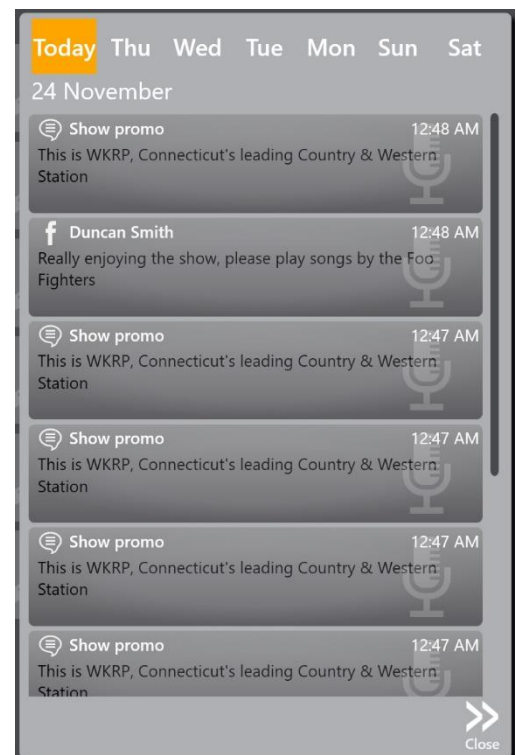 Today Thu Wed Tue Mon Sun Sat
24 November
Show promo 12:48 AM
This is WKRP, Connecticut's leading Country & Western
Station
Duncan Smith 12:48 AM
Really enjoying the show, please play songs by the Foo
Fighters
Show promo 12:47 AM
This is WKRP, Connecticut's leading Country & Western
Station
Show promo 12:47 AM
This is WKRP, Connecticut's leading Country & Western
Station
Show promo 12:47 AM
This is WKRP, Connecticut's leading Country & Western
Station
Show promo 12:47 AM
This is WKRP, Connecticut's leading Country & Western
Station
Close